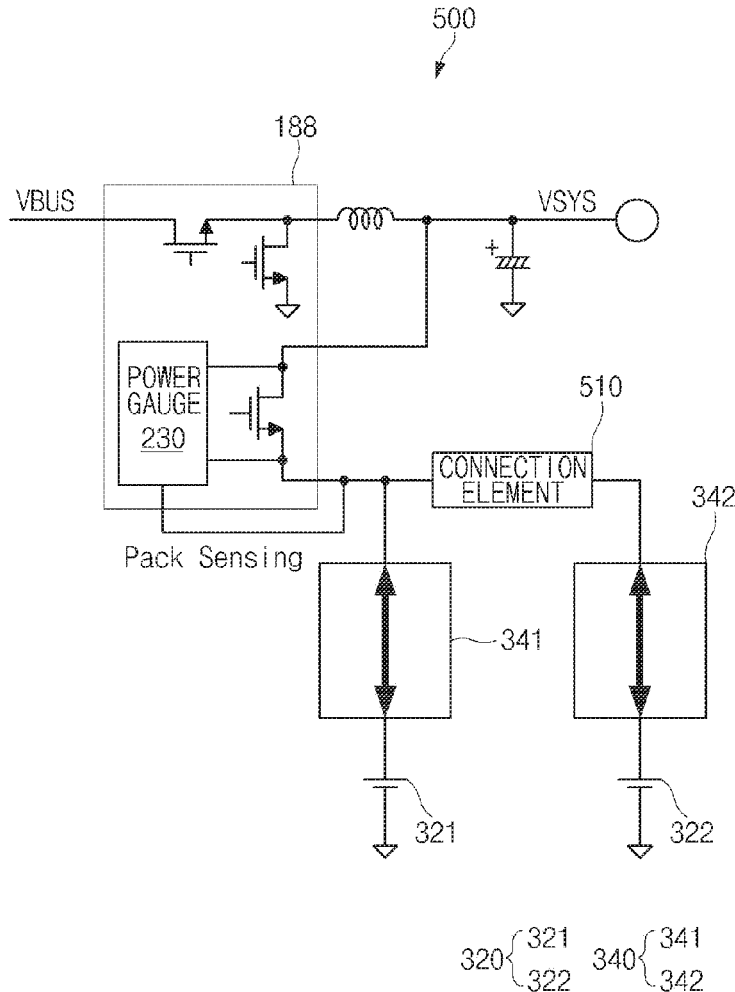 500
188
VBUS
VSYS
+
POWER
GAUGE
230
510
CONNECTION
ELEMENT
342
Pack Sensing
341
321
322
320 { 321
322
340 { 341
342